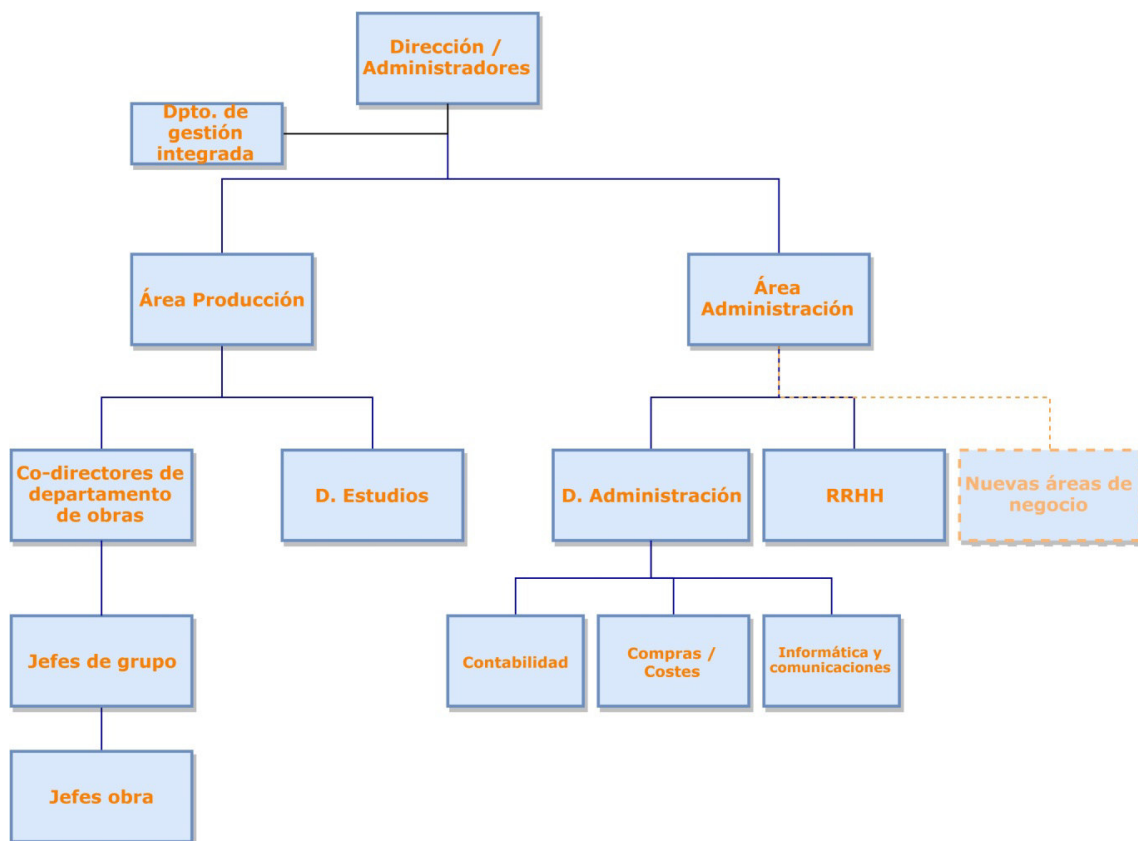 Dirección /
Administradores
Dpto. de
gestión
integrada
Área Producción
Área
Administración
Co-directores de
departamento
de obras
D. Estudios
D. Administración
RRHH
Nuevas áreas de
negocio
Jefes de grupo
Contabilidad
Compras /
Costes
Informática y
comunicaciones
Jefes obra